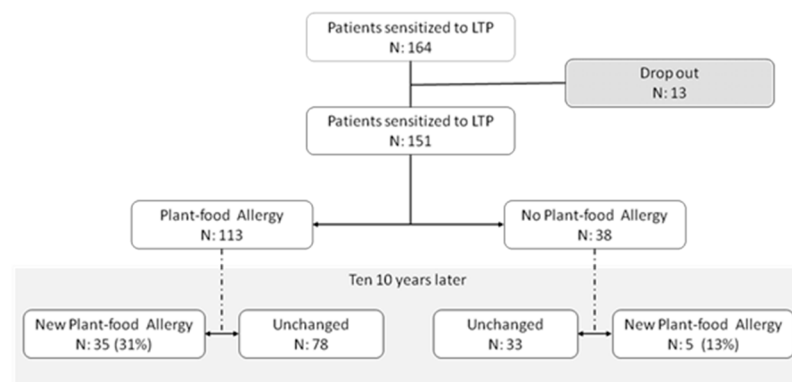 Patients sensitized to LTP
N: 164
Drop out
N: 13
Patients sensitized to LTP
N: 151
Plant-food Allergy
N: 113
No Plant-food Allergy
N: 38
Ten 10 years later
New Plant-food Allergy
N: 35 (31%)
Unchanged
N: 78
Unchanged
N: 33
New Plant-food Allergy
N: 5 (13%)